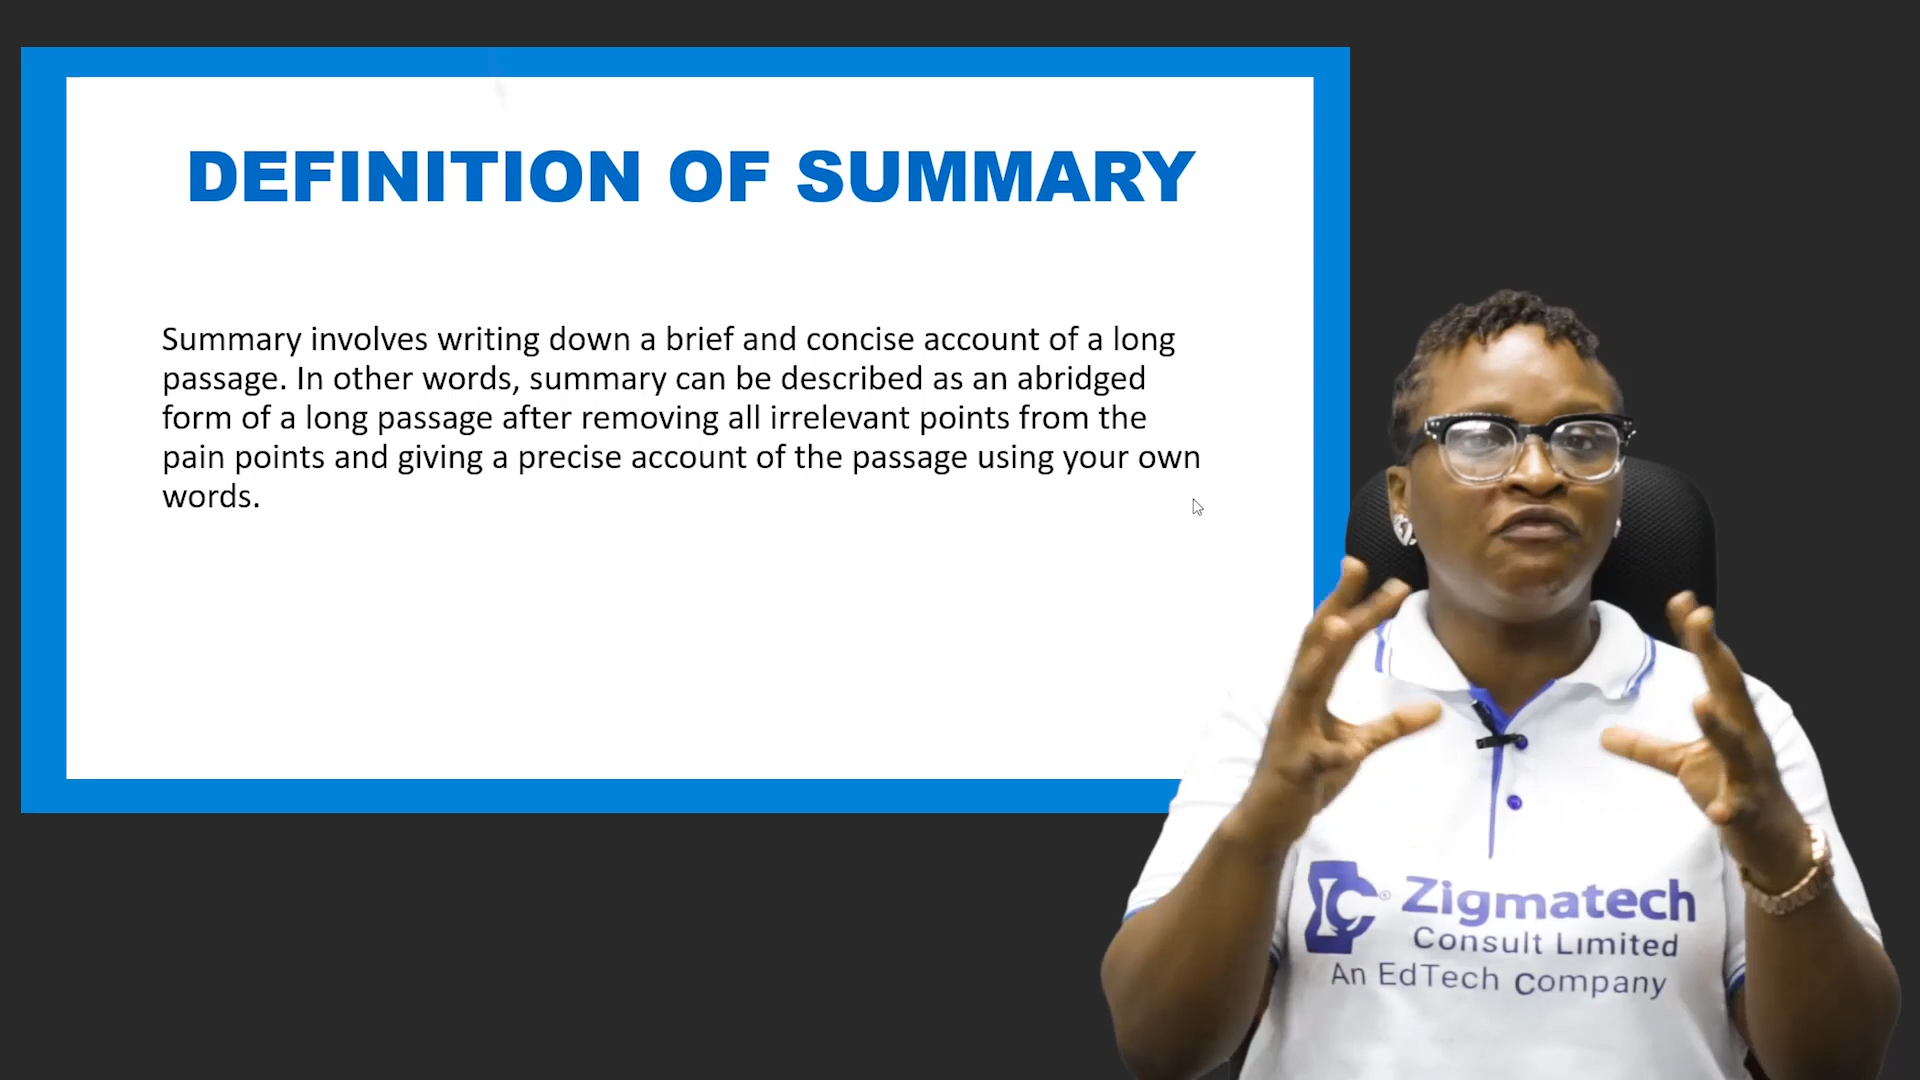 DEFINITION OF SUMMARY
Summary involves writing down a brief and concise account of a long
passage. In other words, summary can be described as an abridged
form of a long passage after removing all irrelevant points from the
pain points and giving a precise account of the passage using your own
words.
Zigmatech
Consult Limited
An EdTech Company